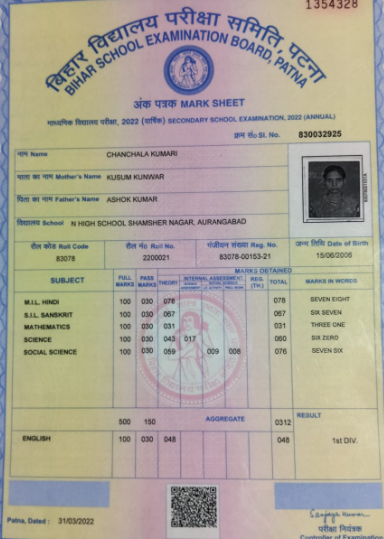 1354328
बिहार विद्यालय परीक्षा समिति, पटना
BIHAR SCHOOL EXAMINATION BOARD, PATNA
अंक पत्रक MARK SHEET
माध्यमिक विद्यालय परीक्षा, 2022 (वार्षिक) SECONDARY SCHOOL EXAMINATION, 2022 (ANNUAL)
क्रम सं० Sl. No. 830032925
नाम Name CHANCHALA KUMARI
माता का नाम Mother's Name KUSUM KUNWAR
पिता का नाम Father's Name ASHOK KUMAR
विद्यालय School N HIGH SCHOOL SHAMSHER NAGAR, AURANGABAD
रौल कोड Roll Code रौल नं० Roll No. पंजीयन संख्या Reg. No. जन्म तिथि Date of Birth
83078 2200021 83078-00153-21 15/06/2006
MARKS OBTAINED
SUBJECT FULL MARKS PASS MARKS THEORY INTERNAL ASSESSMENT REG. (TH.) TOTAL MARKS IN WORDS
M.I.L. HINDI 100 030 078 078 SEVEN EIGHT
S.I.L. SANSKRIT 100 030 067 067 SIX SEVEN
MATHEMATICS 100 030 031 031 THREE ONE
SCIENCE 100 030 043 017 060 SIX ZERO
SOCIAL SCIENCE 100 030 059 009 008 076 SEVEN SIX
500 150 AGGREGATE 0312 RESULT
ENGLISH 100 030 048 048 1st DIV.
Patna, Dated : 31/03/2022
Sanjay Kumar
परीक्षा नियंत्रक
Controller of Examination